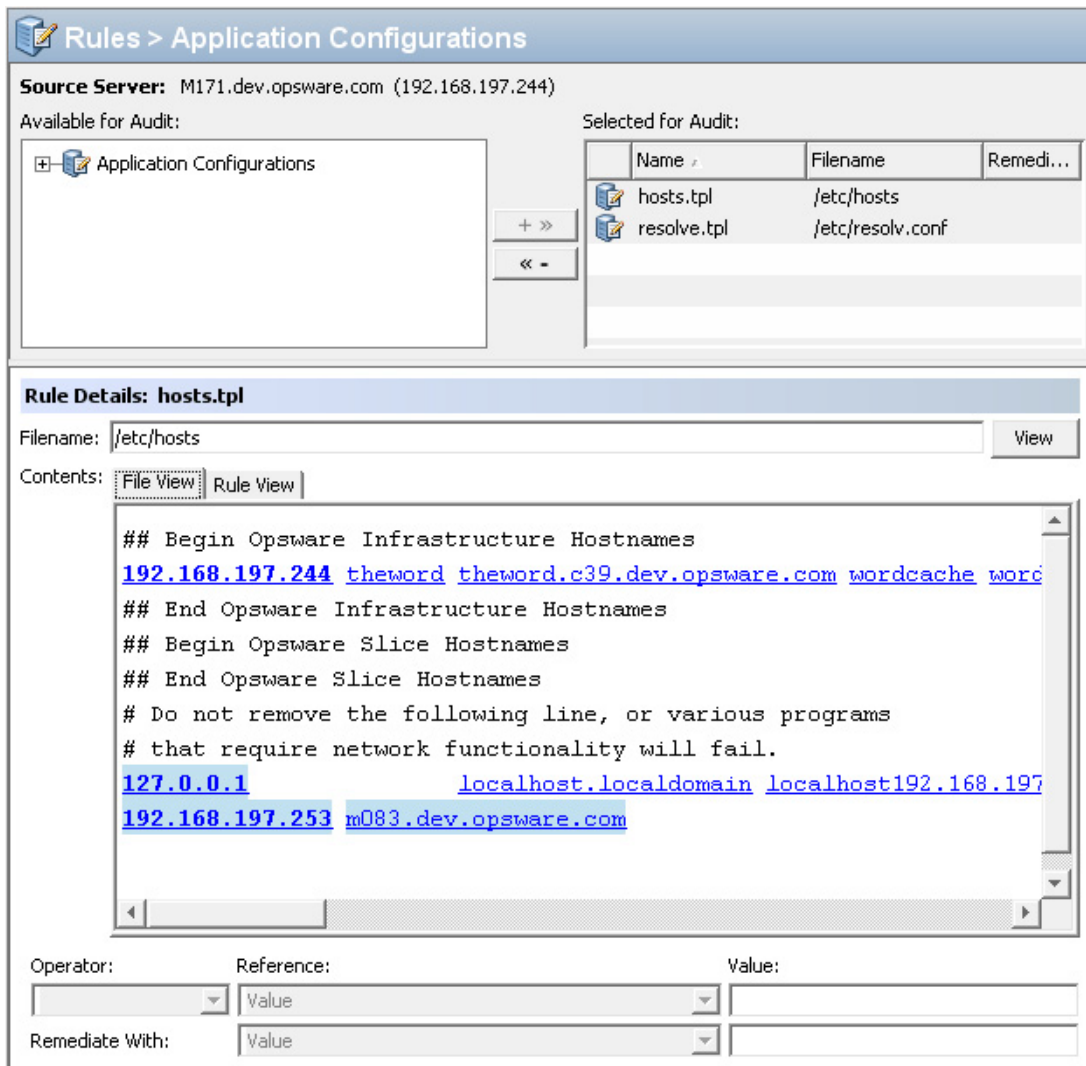 Rules > Application Configurations
Source Server: M171.dev.opsware.com (192.168.197.244)
Available for Audit:
Application Configurations
+ »
« -
Selected for Audit:
Name Filename Remedi...
hosts.tpl /etc/hosts
resolve.tpl /etc/resolv.conf
Rule Details: hosts.tpl
Filename: /etc/hosts View
Contents: File View Rule View
## Begin Opsware Infrastructure Hostnames
192.168.197.244 theword theword.c39.dev.opsware.com wordcache word
## End Opsware Infrastructure Hostnames
## Begin Opsware Slice Hostnames
## End Opsware Slice Hostnames
# Do not remove the following line, or various programs
# that require network functionality will fail.
127.0.0.1 localhost.localdomain localhost192.168.197
192.168.197.253 m083.dev.opsware.com
Operator: Reference: Value:
Value
Remediate With: Value